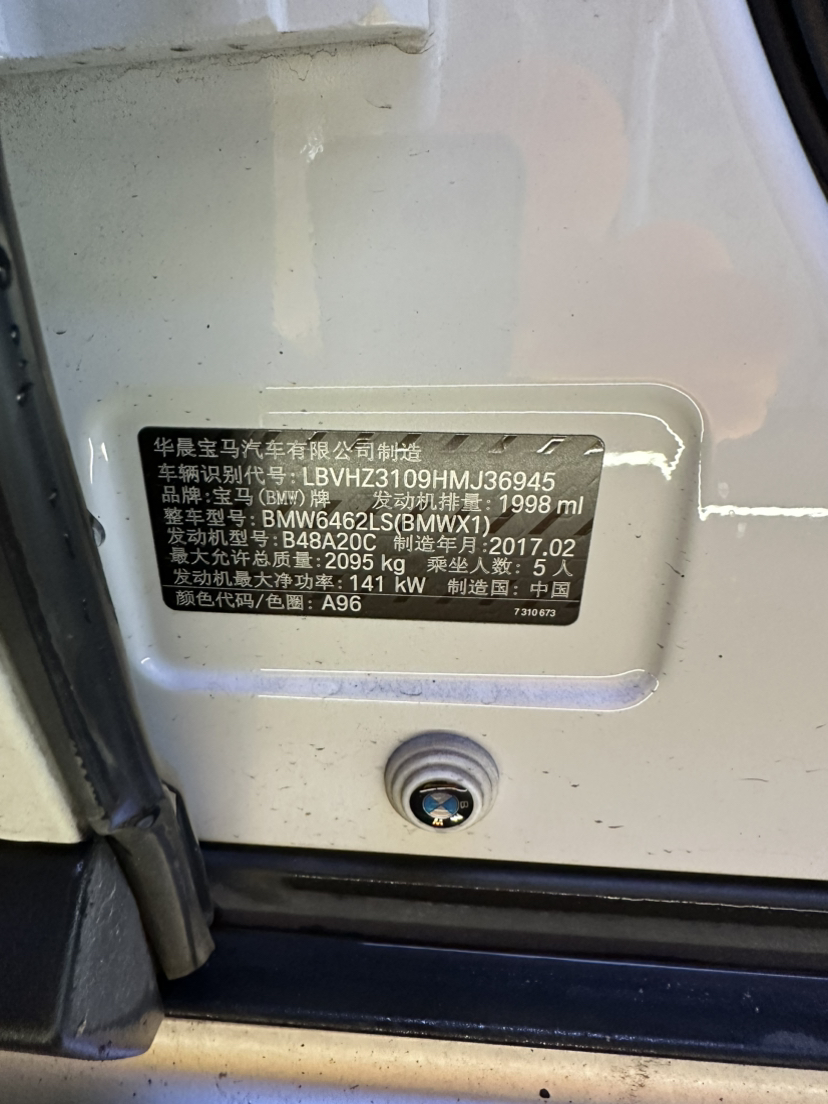 华晨宝马汽车有限公司制造
车辆识别代号: LBVHZ3109HMJ36945
品牌: 宝马(BMW)牌 发动机排量: 1998 ml
整车型号: BMW6462LS(BMWX1)
发动机型号: B48A20C 制造年月: 2017.02
最大允许总质量: 2095 kg 乘坐人数: 5 人
发动机最大净功率: 141 kW 制造国: 中国
颜色代码/色圈: A96
7 310 673